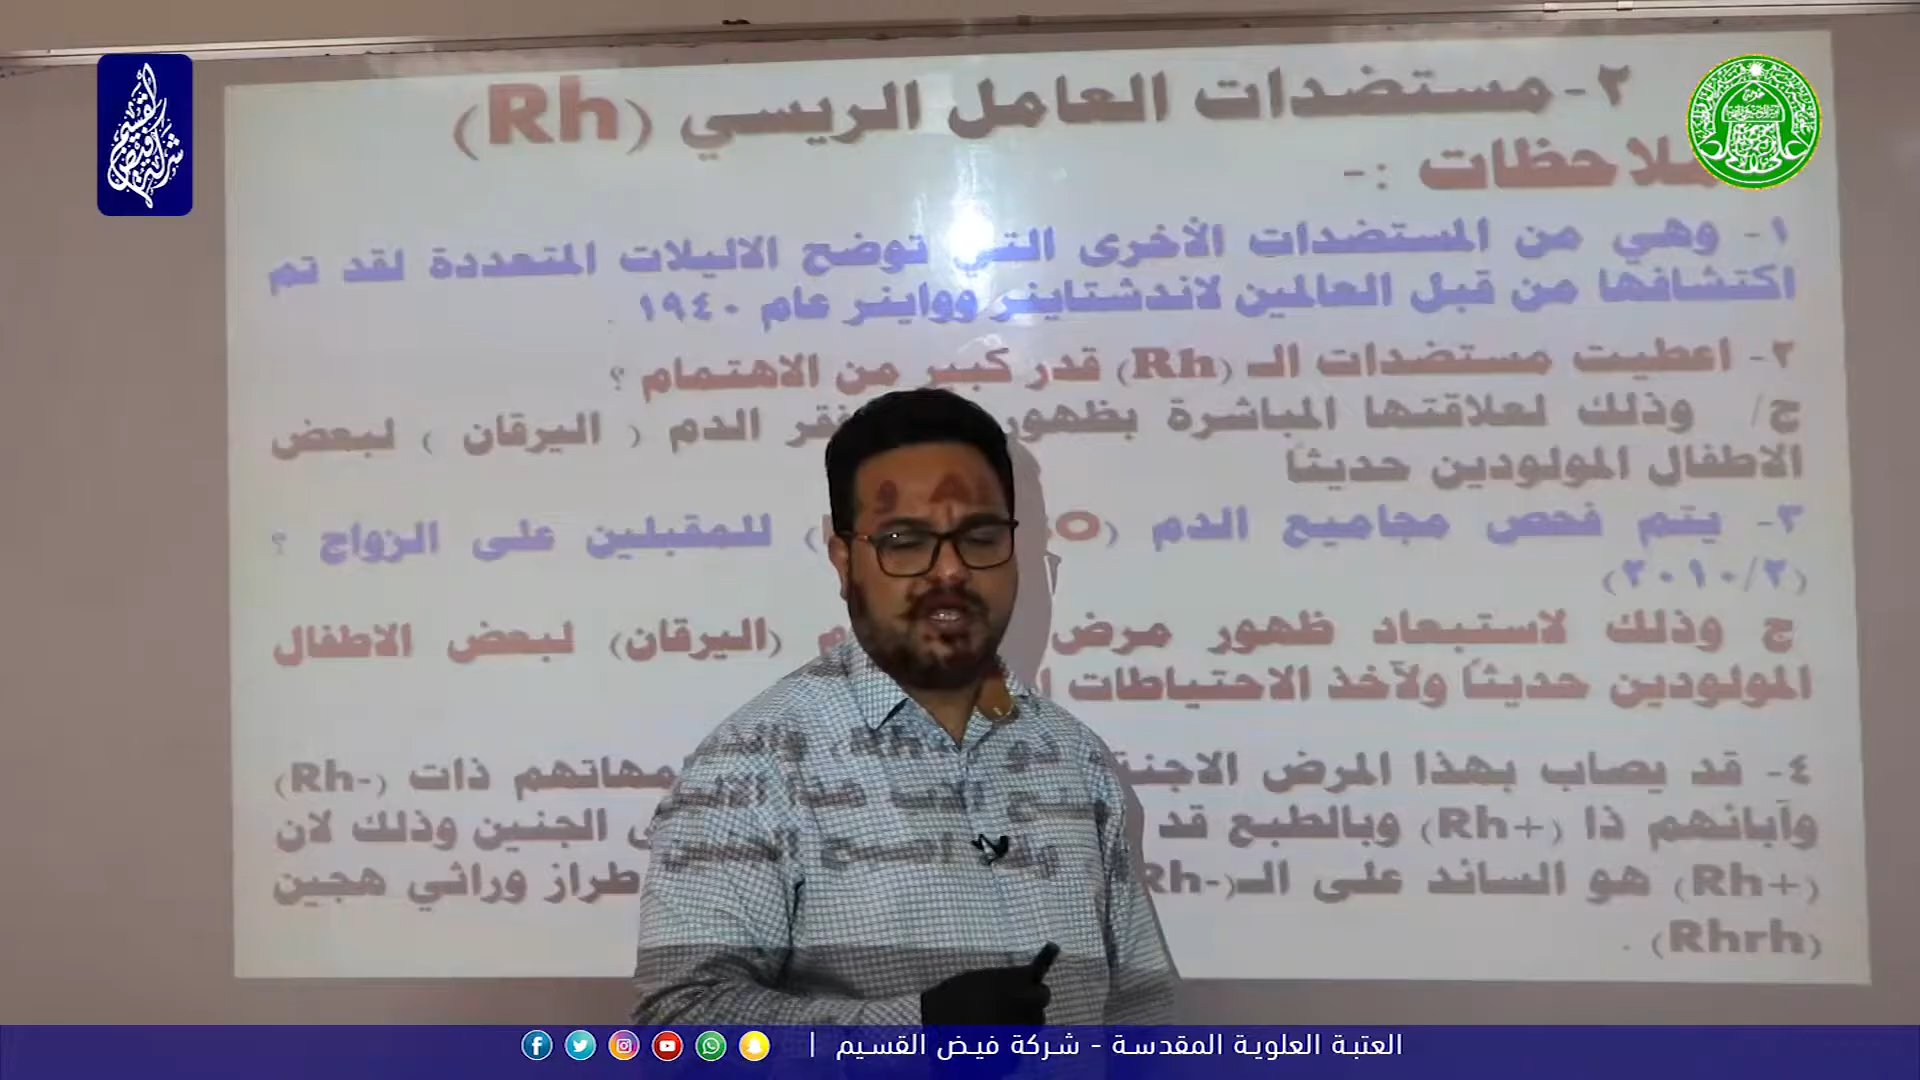 ٢- مستضدات العامل الريسي (Rh)
ملاحظات :-
١- وهي من المستضدات الأخرى التي توضح الاليلات المتعددة لقد تم
اكتشافها من قبل العالمين لاندشتاينر وواينر عام ١٩٤٠ .
٢- اعطيت مستضدات الـ (Rh) قدر كبير من الاهتمام ؟
ج/ وذلك لعلاقتها المباشرة بظهور فقر الدم ( اليرقان ) لبعض
الاطفال المولودين حديثاً
٣- يتم فحص مجاميع الدم ( للمقبلين على الزواج ؟
(٢٠١٠/٢)
ج وذلك لاستبعاد ظهور مرض (اليرقان) لبعض الاطفال
المولودين حديثاً ولآخذ الاحتياطات
٤- قد يصاب بهذا المرض الاجنة ذات (-Rh)
وآبائهم ذا (+Rh) وبالطبع قد الجنين وذلك لان
(+Rh) هو السائد على الـ(-Rh طراز وراثي هجين
(Rhrh) .
العتبة العلوية المقدسة - شركة فيض القسيم |